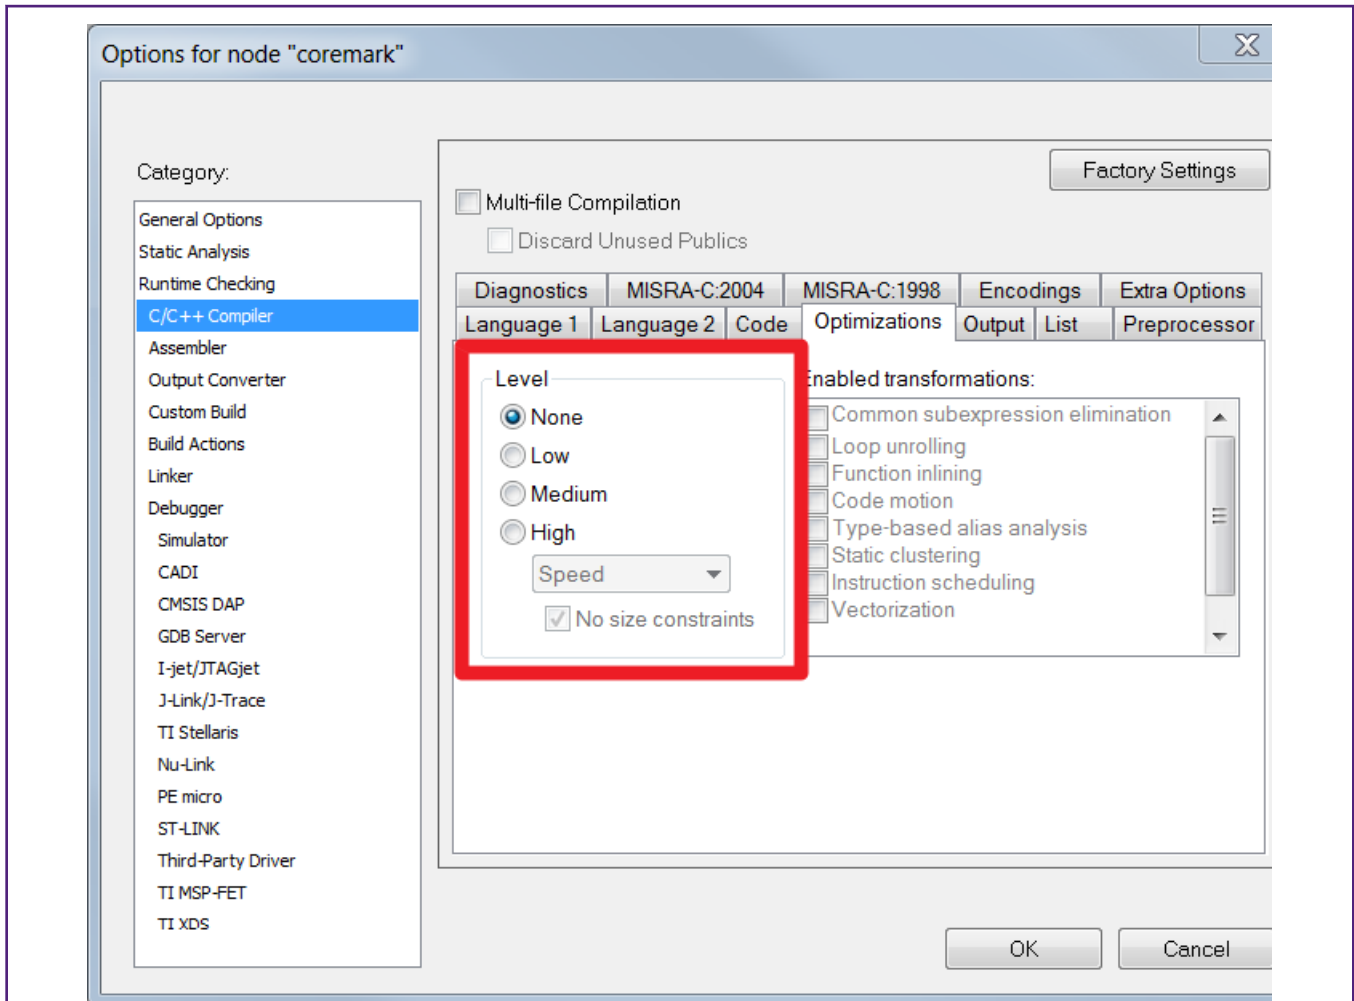 Options for node "coremark"
Category:
General Options
Static Analysis
Runtime Checking
C/C++ Compiler
Assembler
Output Converter
Custom Build
Build Actions
Linker
Debugger
Simulator
CADI
CMSIS DAP
GDB Server
I-jet/JTAGjet
J-Link/J-Trace
TI Stellaris
Nu-Link
PE micro
ST-LINK
Third-Party Driver
TI MSP-FET
TI XDS
Factory Settings
Multi-file Compilation
Discard Unused Publics
Diagnostics MISRA-C:2004 MISRA-C:1998 Encodings Extra Options
Language 1 Language 2 Code Optimizations Output List Preprocessor
Level
None
Low
Medium
High
Speed
No size constraints
Enabled transformations:
Common subexpression elimination
Loop unrolling
Function inlining
Code motion
Type-based alias analysis
Static clustering
Instruction scheduling
Vectorization
OK Cancel